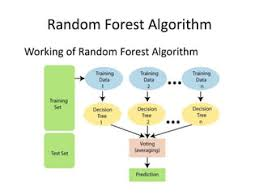 Random Forest Algorithm
Working of Random Forest Algorithm
Training
Data
1
Training
Data
2
Training
Data
n
Training
Set
Decision
Tree
1
Decision
Tree
2
Decision
Tree
n
Test Set
Voting
(averaging)
Prediction